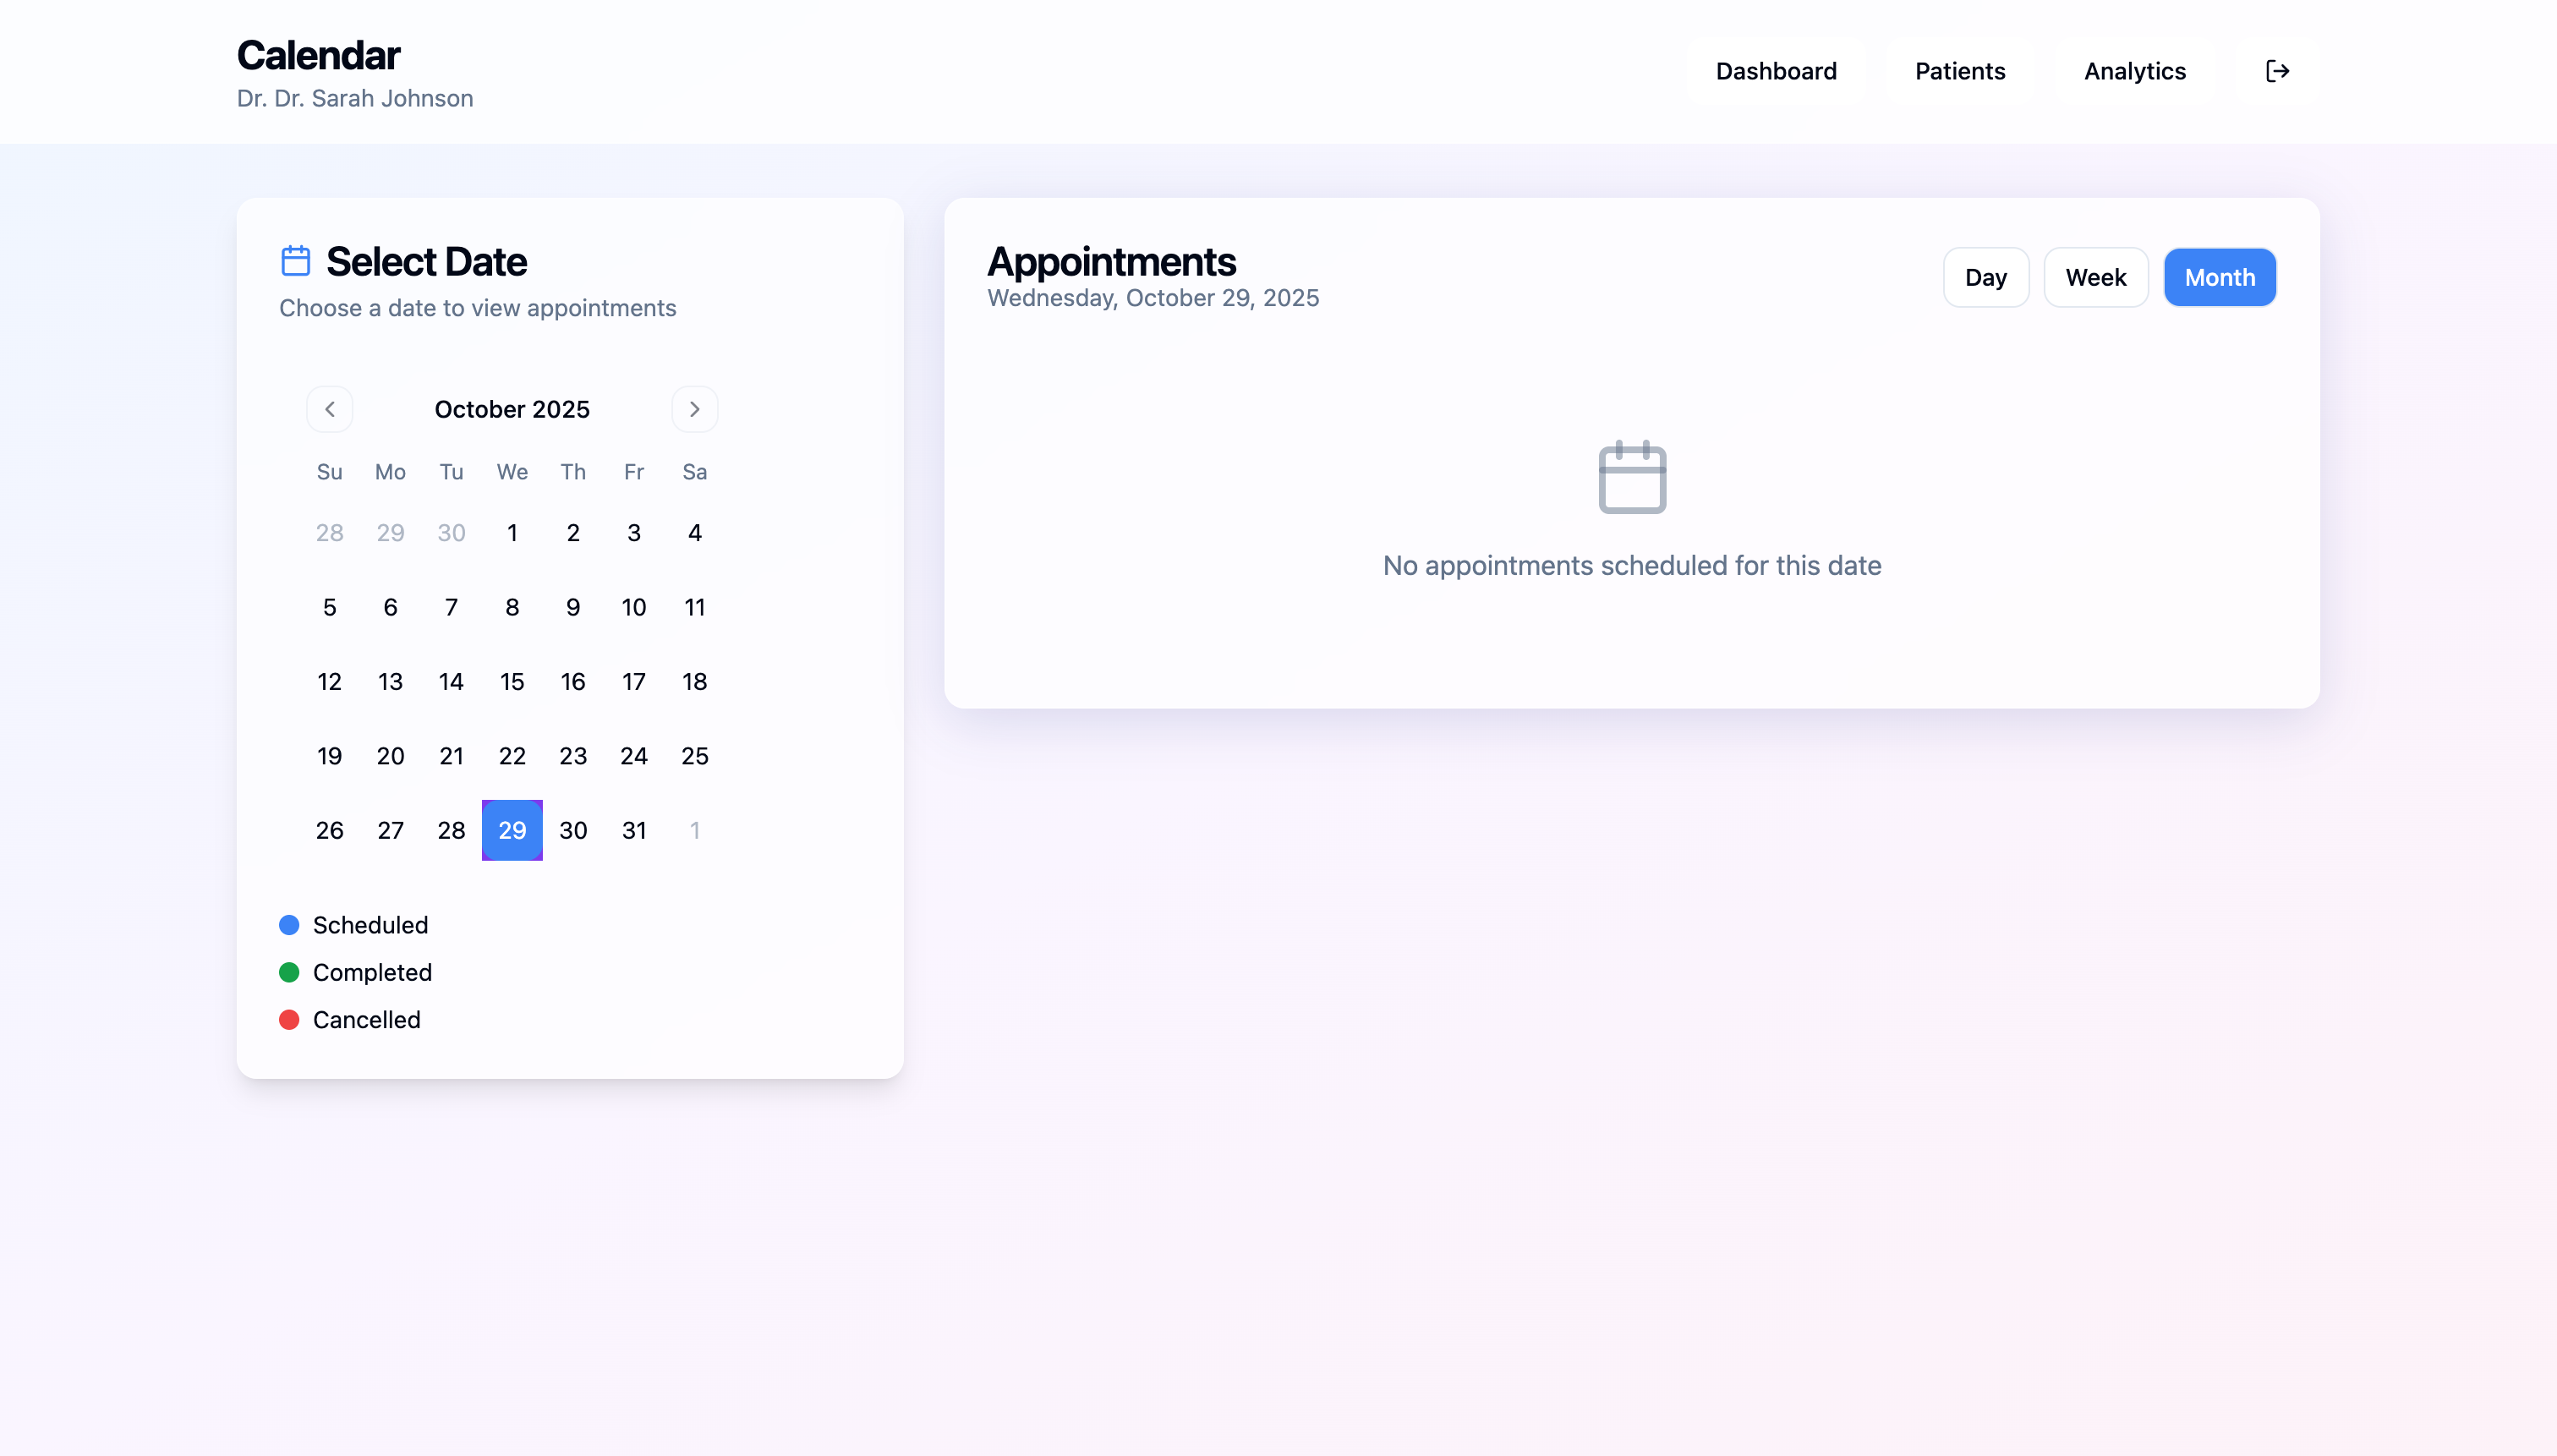 Calendar
Dr. Dr. Sarah Johnson
Dashboard Patients Analytics
Select Date
Choose a date to view appointments
October 2025
Su Mo Tu We Th Fr Sa
28 29 30 1 2 3 4
5 6 7 8 9 10 11
12 13 14 15 16 17 18
19 20 21 22 23 24 25
26 27 28 29 30 31 1
Scheduled
Completed
Cancelled
Appointments
Wednesday, October 29, 2025
Day Week Month
No appointments scheduled for this date